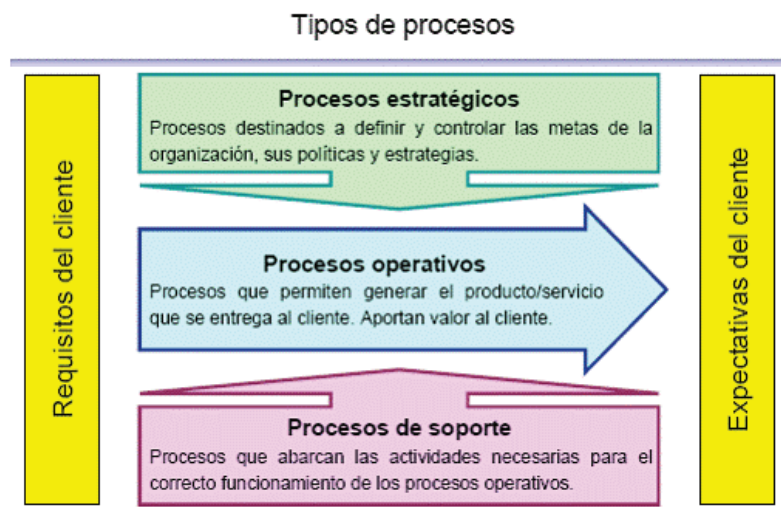 Tipos de procesos
Requisitos del cliente
Procesos estratégicos
Procesos destinados a definir y controlar las metas de la
organización, sus políticas y estrategias.
Procesos operativos
Procesos que permiten generar el producto/servicio
que se entrega al cliente. Aportan valor al cliente.
Procesos de soporte
Procesos que abarcan las actividades necesarias para el
correcto funcionamiento de los procesos operativos.
Expectativas del cliente